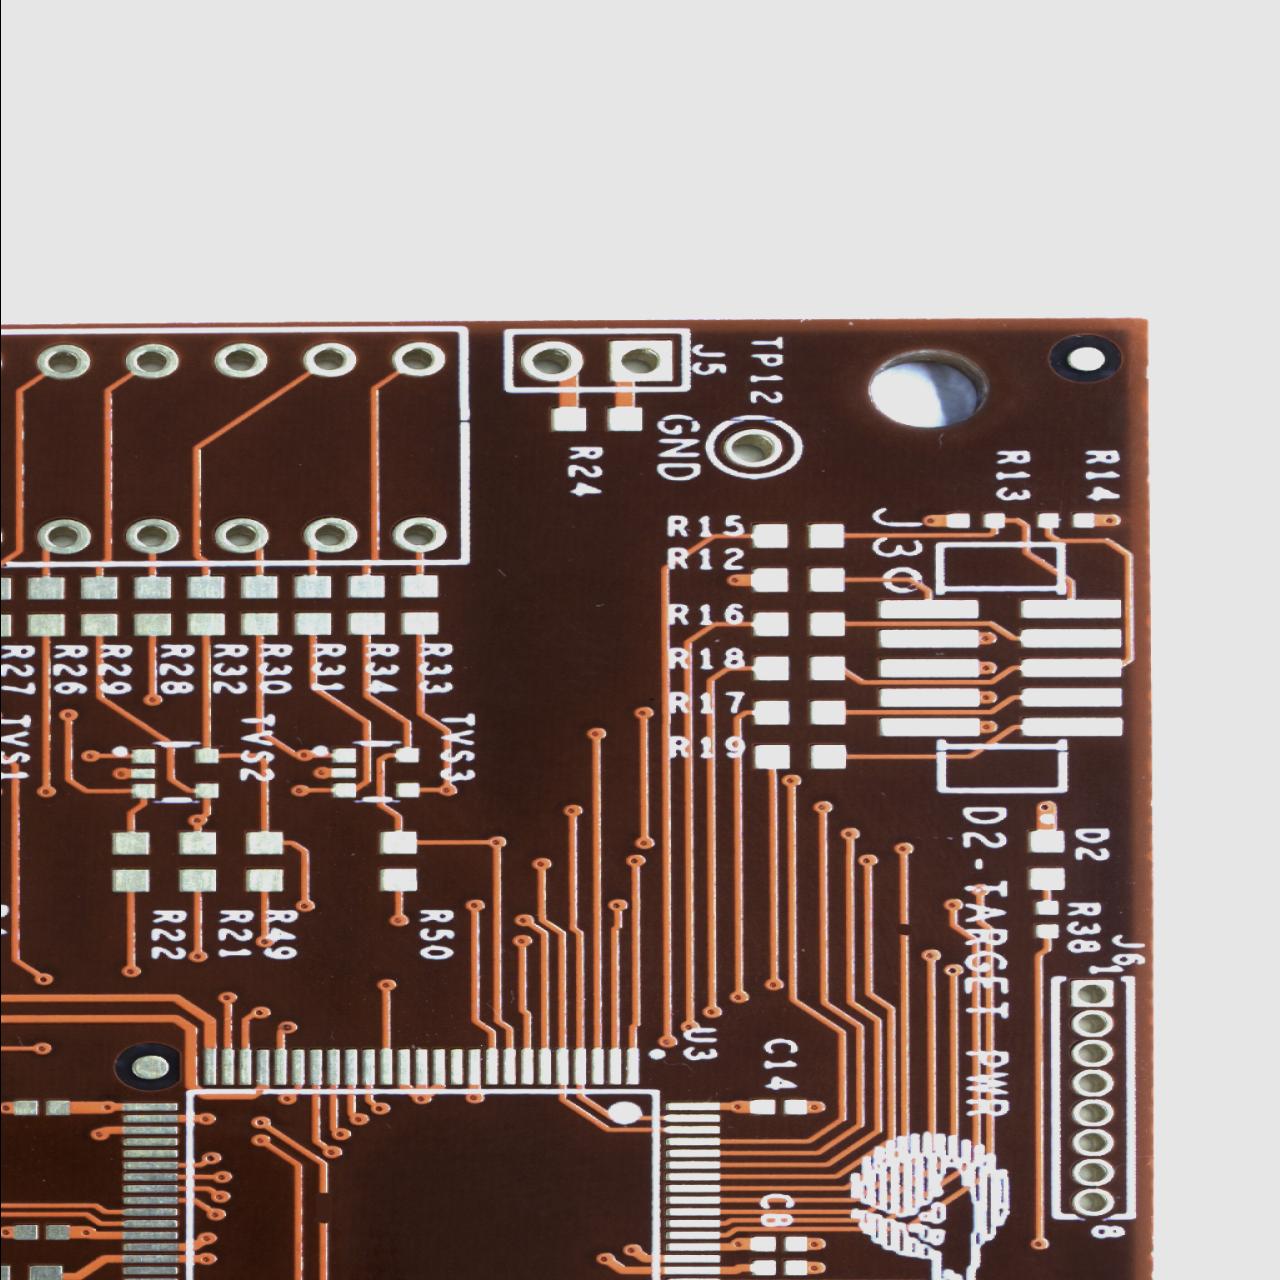 J5
TP12
GND
R24
R13
R14
J3
R15
R12
R16
R18
R17
R19
R27
R26
R29
R28
R32
R30
R31
R34
R33
TVS1
TVS2
TVS3
D2-TARGET PWR
D2
R38
J6
1
8
R22
R21
R49
R50
U3
C14
C8